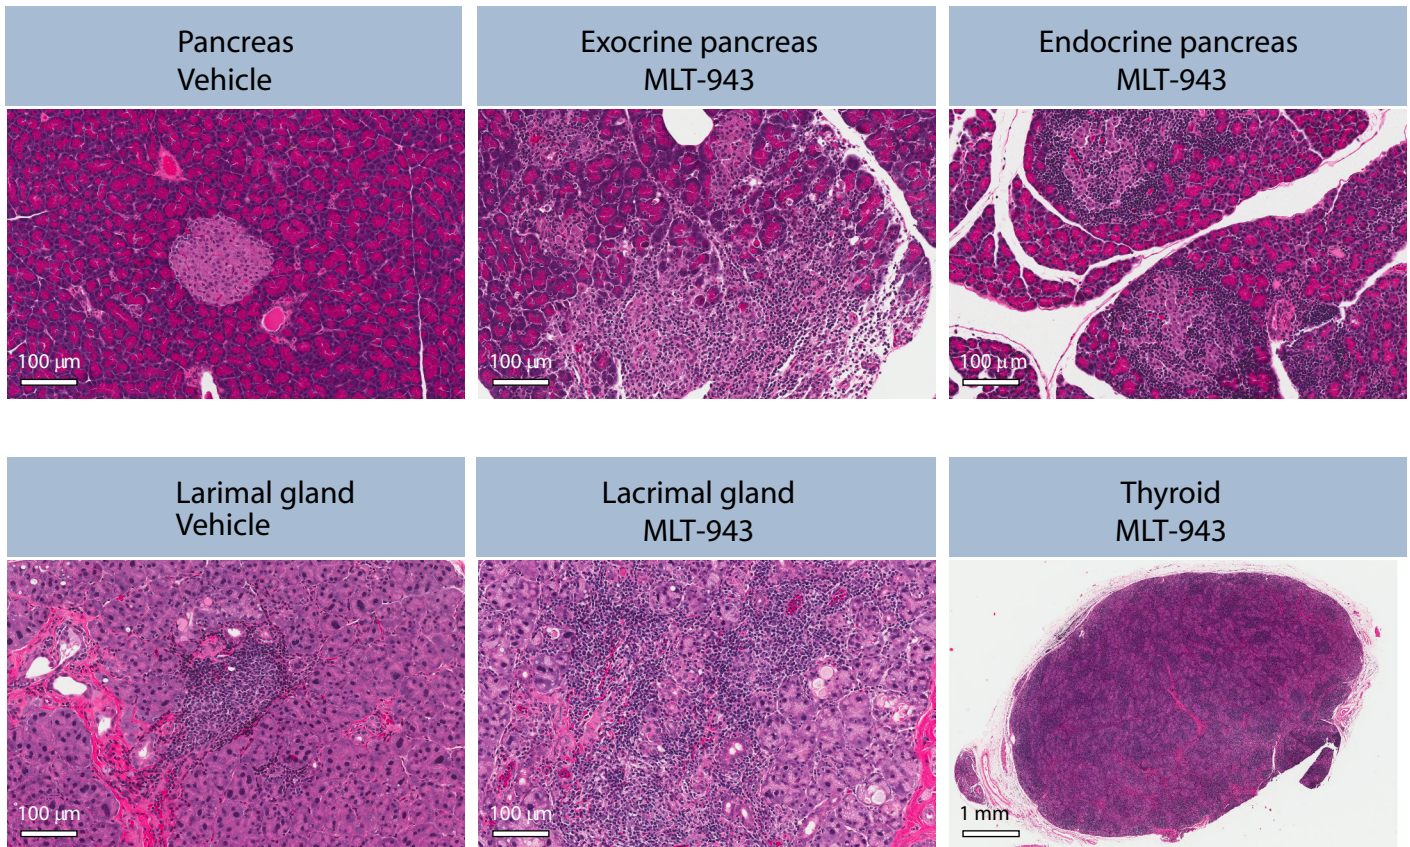 Pancreas
Vehicle
Exocrine pancreas
MLT-943
Endocrine pancreas
MLT-943
100 µm
100 µm
100 µm
Larimal gland
Vehicle
Lacrimal gland
MLT-943
Thyroid
MLT-943
100 µm
100 µm
1 mm